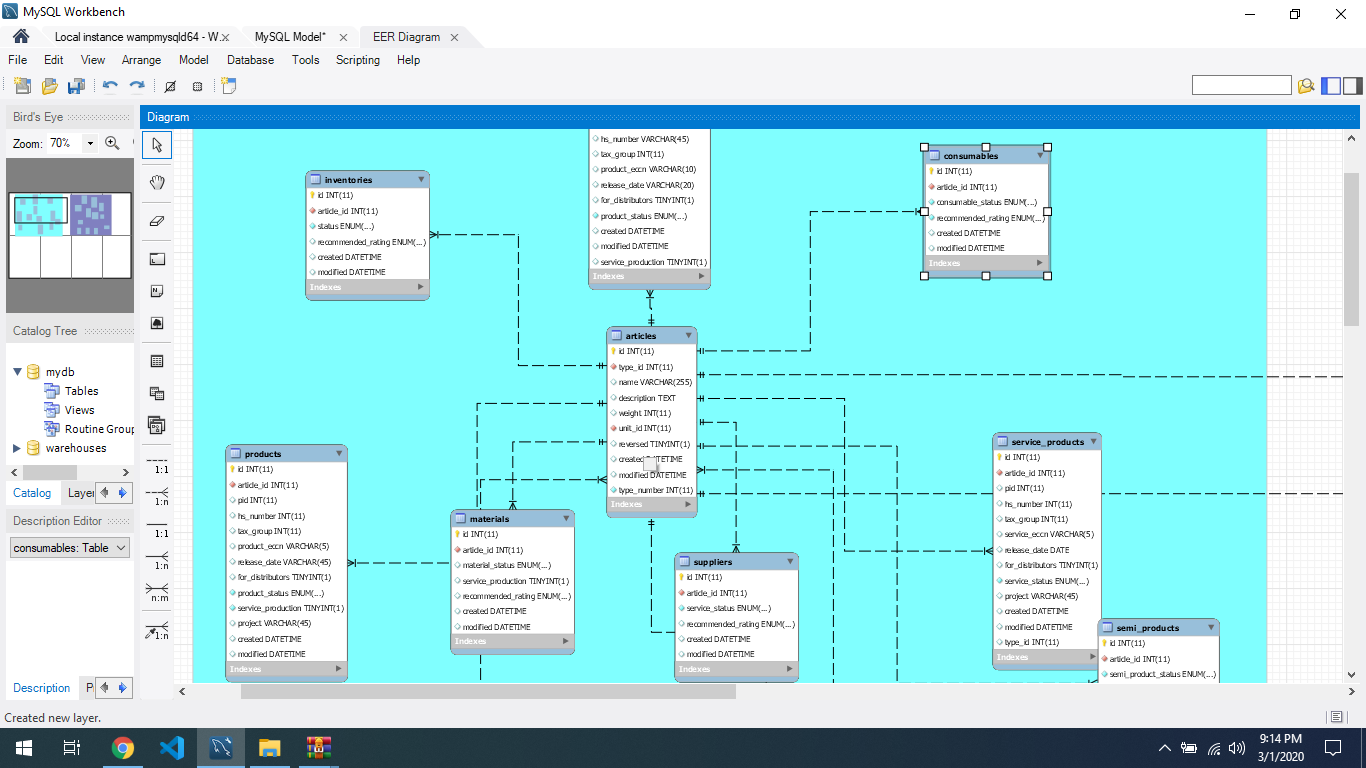 MySQL Workbench
Local instance wampmysqld64 - W...
MySQL Model*
EER Diagram
File Edit View Arrange Model Database Tools Scripting Help
Bird's Eye
Zoom: 70%
Catalog Tree
mydb
Tables
Views
Routine Group
warehouses
Catalog Layer
Description Editor
consumables: Table
Description P
Diagram
1:1
1:n
1:1
1:n
n:m
1:n
inventories
id INT(11)
article_id INT(11)
status ENUM(...)
recommended_rating ENUM(...)
created DATETIME
modified DATETIME
Indexes
hs_number VARCHAR(45)
tax_group INT(11)
product_eccn VARCHAR(10)
release_date VARCHAR(20)
for_distributors TINYINT(1)
product_status ENUM(...)
created DATETIME
modified DATETIME
service_production TINYINT(1)
Indexes
consumables
id INT(11)
article_id INT(11)
consumable_status ENUM(...)
recommended_rating ENUM(...)
created DATETIME
modified DATETIME
Indexes
articles
id INT(11)
type_id INT(11)
name VARCHAR(255)
description TEXT
weight INT(11)
unit_id INT(11)
reversed TINYINT(1)
created DATETIME
modified DATETIME
type_number INT(11)
Indexes
products
id INT(11)
article_id INT(11)
pid INT(11)
hs_number INT(11)
tax_group INT(11)
product_eccn VARCHAR(5)
release_date VARCHAR(45)
for_distributors TINYINT(1)
product_status ENUM(...)
service_production TINYINT(1)
project VARCHAR(45)
created DATETIME
modified DATETIME
Indexes
materials
id INT(11)
article_id INT(11)
material_status ENUM(...)
service_production TINYINT(1)
recommended_rating ENUM(...)
created DATETIME
modified DATETIME
Indexes
suppliers
id INT(11)
article_id INT(11)
service_status ENUM(...)
recommended_rating ENUM(...)
created DATETIME
modified DATETIME
Indexes
service_products
id INT(11)
article_id INT(11)
pid INT(11)
hs_number INT(11)
tax_group INT(11)
service_eccn VARCHAR(5)
release_date DATE
for_distributors TINYINT(1)
service_status ENUM(...)
project VARCHAR(45)
created DATETIME
modified DATETIME
type_id INT(11)
Indexes
semi_products
id INT(11)
article_id INT(11)
semi_product_status ENUM(...)
Created new layer.
9:14 PM
3/1/2020